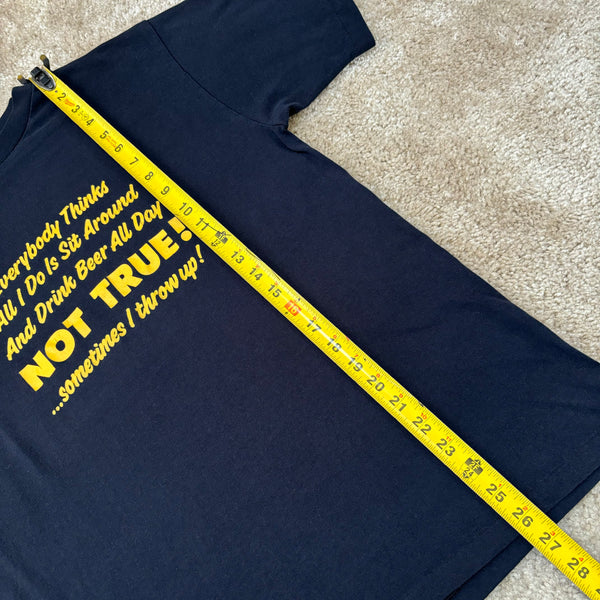 Everybody Thinks
All I Do Is Sit Around
And Drink Beer All Day
NOT TRUE!
...sometimes I throw up!
2 3 4 5 6 7 8 9 10 11 12 13 14 15 16 17 18 19 20 21 22 23 24 25 26 27 28